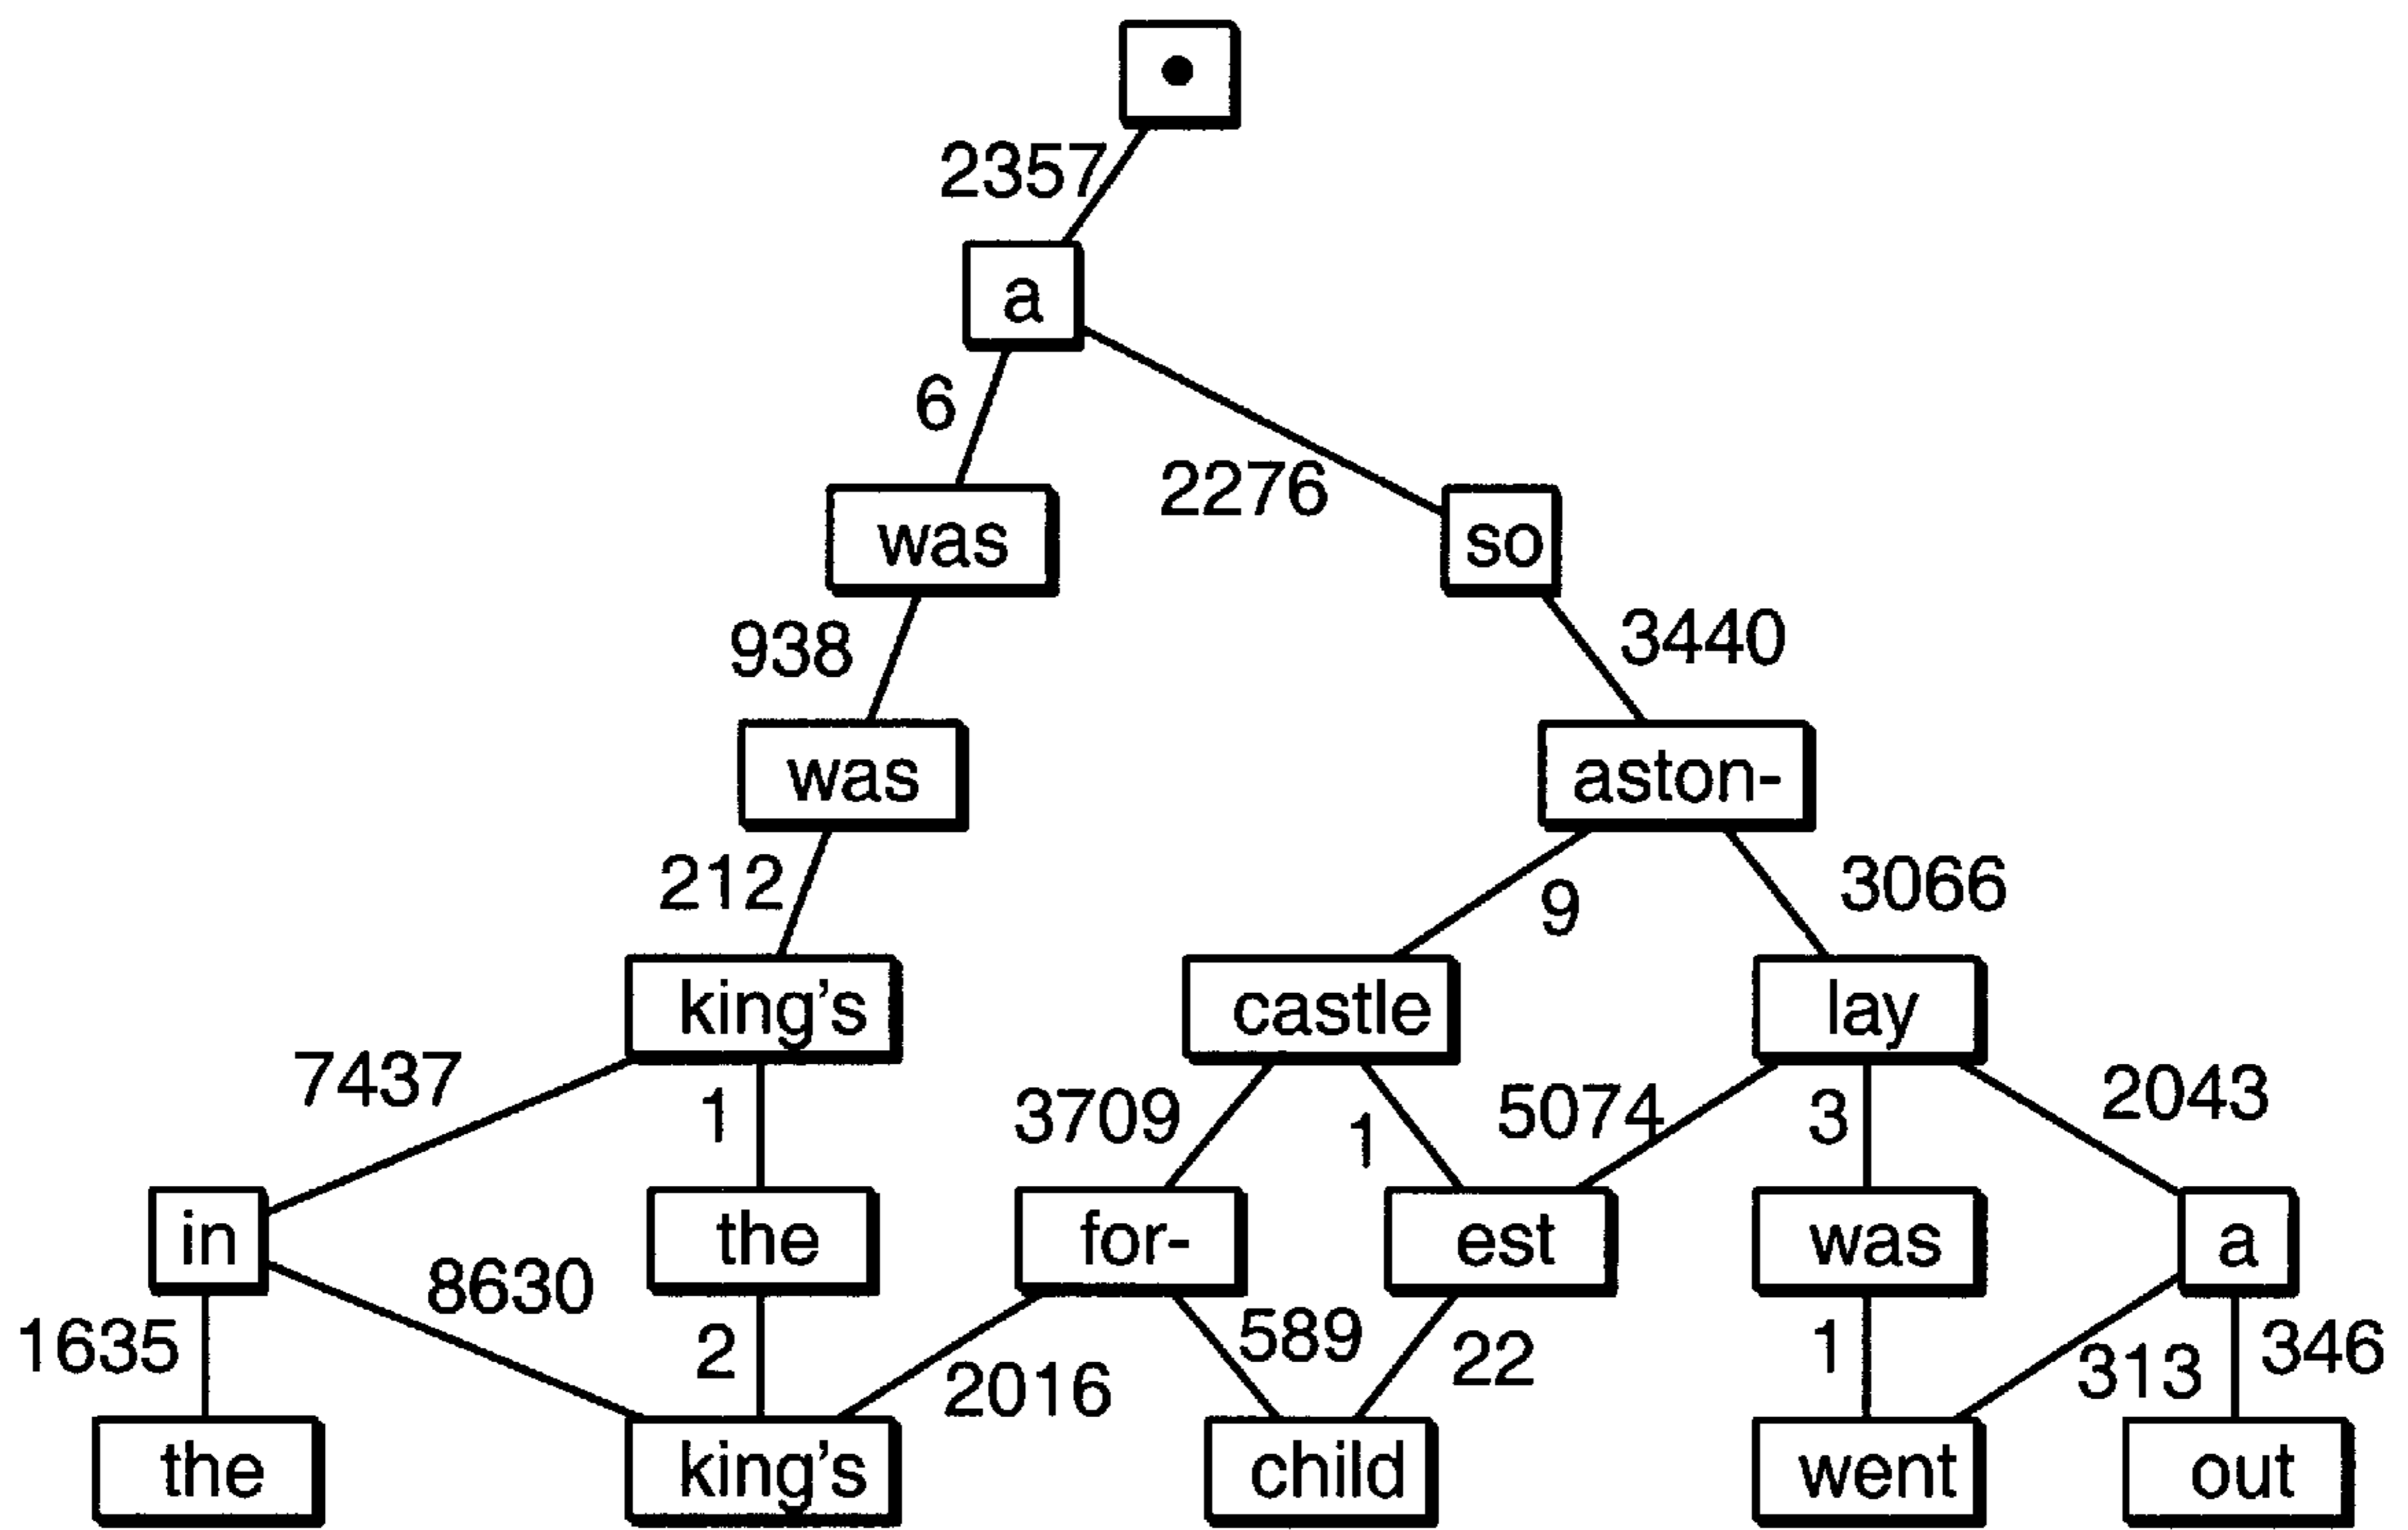 2357
a
6
2276
was
so
938
3440
was
aston-
212
9
3066
king's
castle
lay
7437
1
3709
1
5074
3
2043
in
the
for-
est
was
a
1635
8630
2
2016
589
22
1
313
346
the
king's
child
went
out